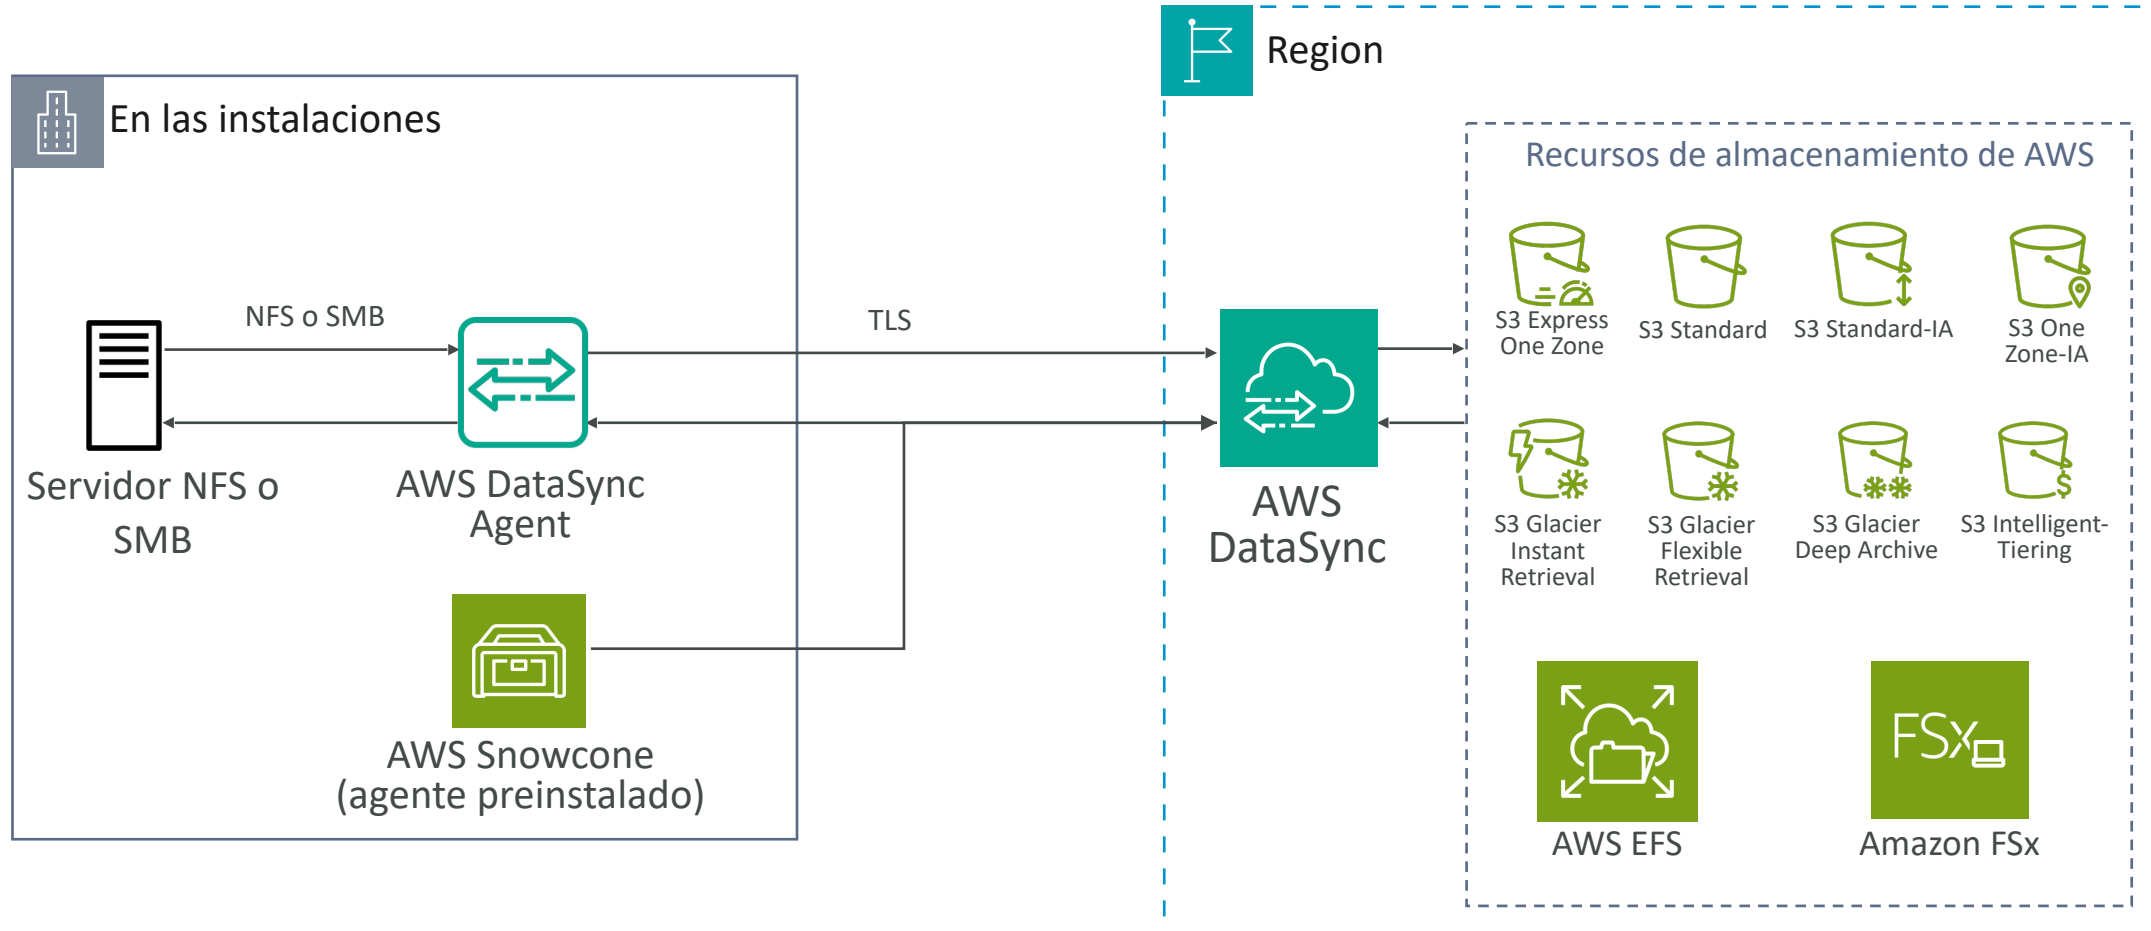 Region
En las instalaciones
Recursos de almacenamiento de AWS
NFS o SMB
TLS
S3 Express
One Zone
S3 Standard
S3 Standard-IA
S3 One
Zone-IA
Servidor NFS o
SMB
AWS DataSync
Agent
AWS
DataSync
S3 Glacier
Instant
Retrieval
S3 Glacier
Flexible
Retrieval
S3 Glacier
Deep Archive
S3 Intelligent-
Tiering
AWS Snowcone
(agente preinstalado)
FSx
AWS EFS
Amazon FSx